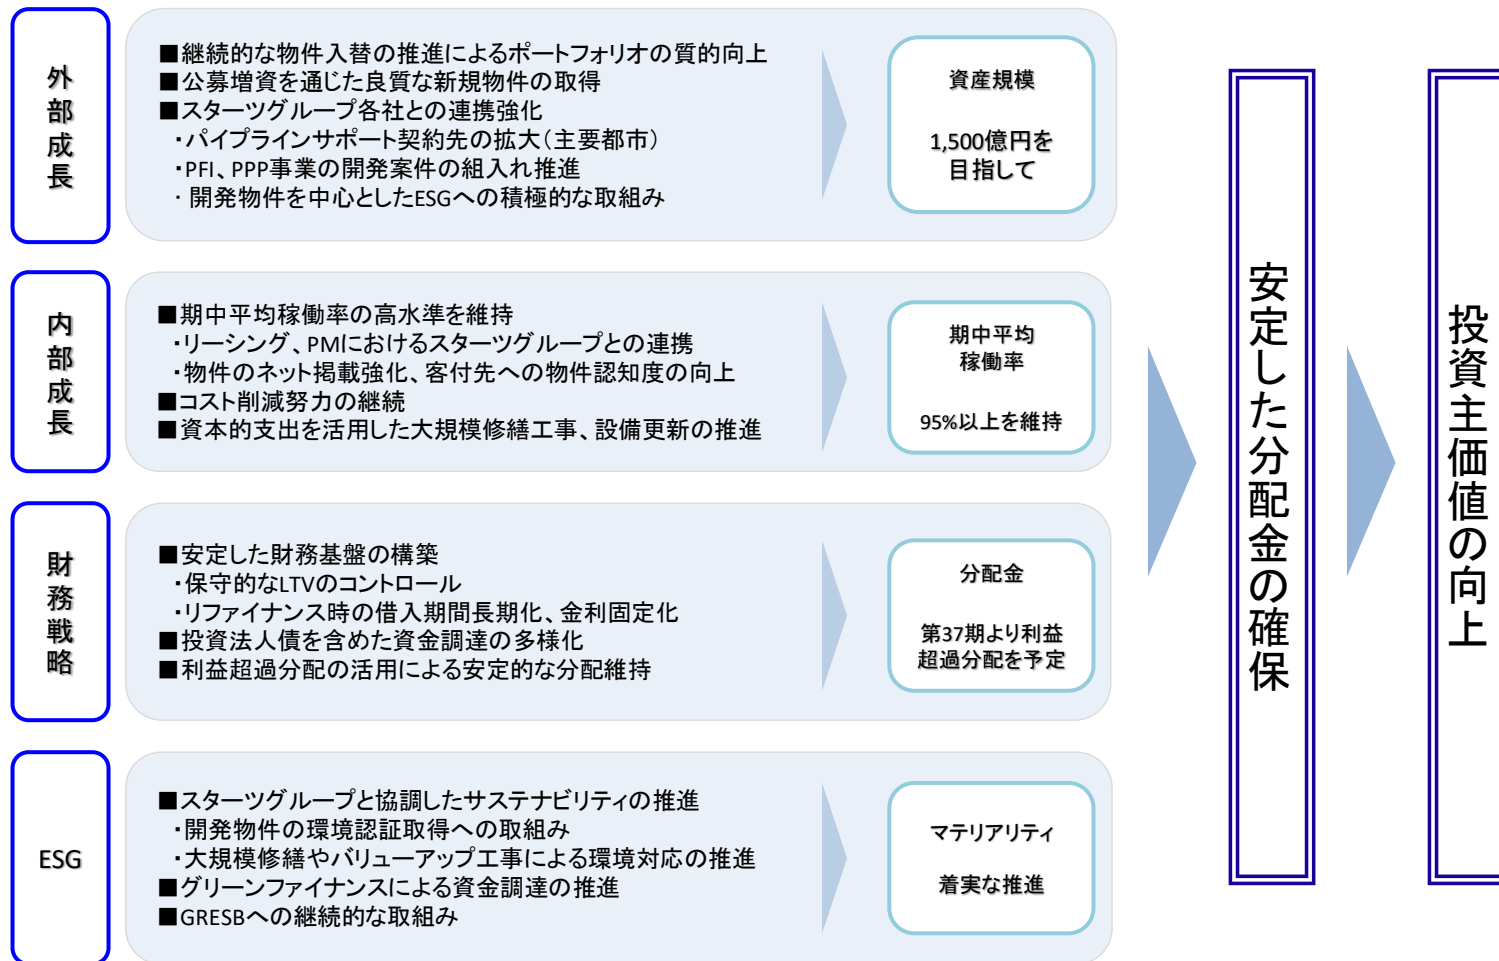 外部成長
■継続的な物件入替の推進によるポートフォリオの質的向上
■公募増資を通じた良質な新規物件の取得
■スターツグループ各社との連携強化
・パイプラインサポート契約先の拡大（主要都市）
・PFI、PPP事業の開発案件の組入れ推進
・開発物件を中心としたESGへの積極的な取組み
資産規模
1,500億円を
目指して
内部成長
■期中平均稼働率の高水準を維持
・リーシング、PMにおけるスターツグループとの連携
・物件のネット掲載強化、客付先への物件認知度の向上
■コスト削減努力の継続
■資本的支出を活用した大規模修繕工事、設備更新の推進
期中平均
稼働率
95%以上を維持
財務戦略
■安定した財務基盤の構築
・保守的なLTVのコントロール
・リファイナンス時の借入期間長期化、金利固定化
■投資法人債を含めた資金調達の多様化
■利益超過分配の活用による安定的な分配維持
分配金
第37期より利益
超過分配を予定
ESG
■スターツグループと協調したサステナビリティの推進
・開発物件の環境認証取得への取組み
・大規模修繕やバリューアップ工事による環境対応の推進
■グリーンファイナンスによる資金調達の推進
■GRESBへの継続的な取組み
マテリアリティ
着実な推進
安定した分配金の確保
投資主価値の向上